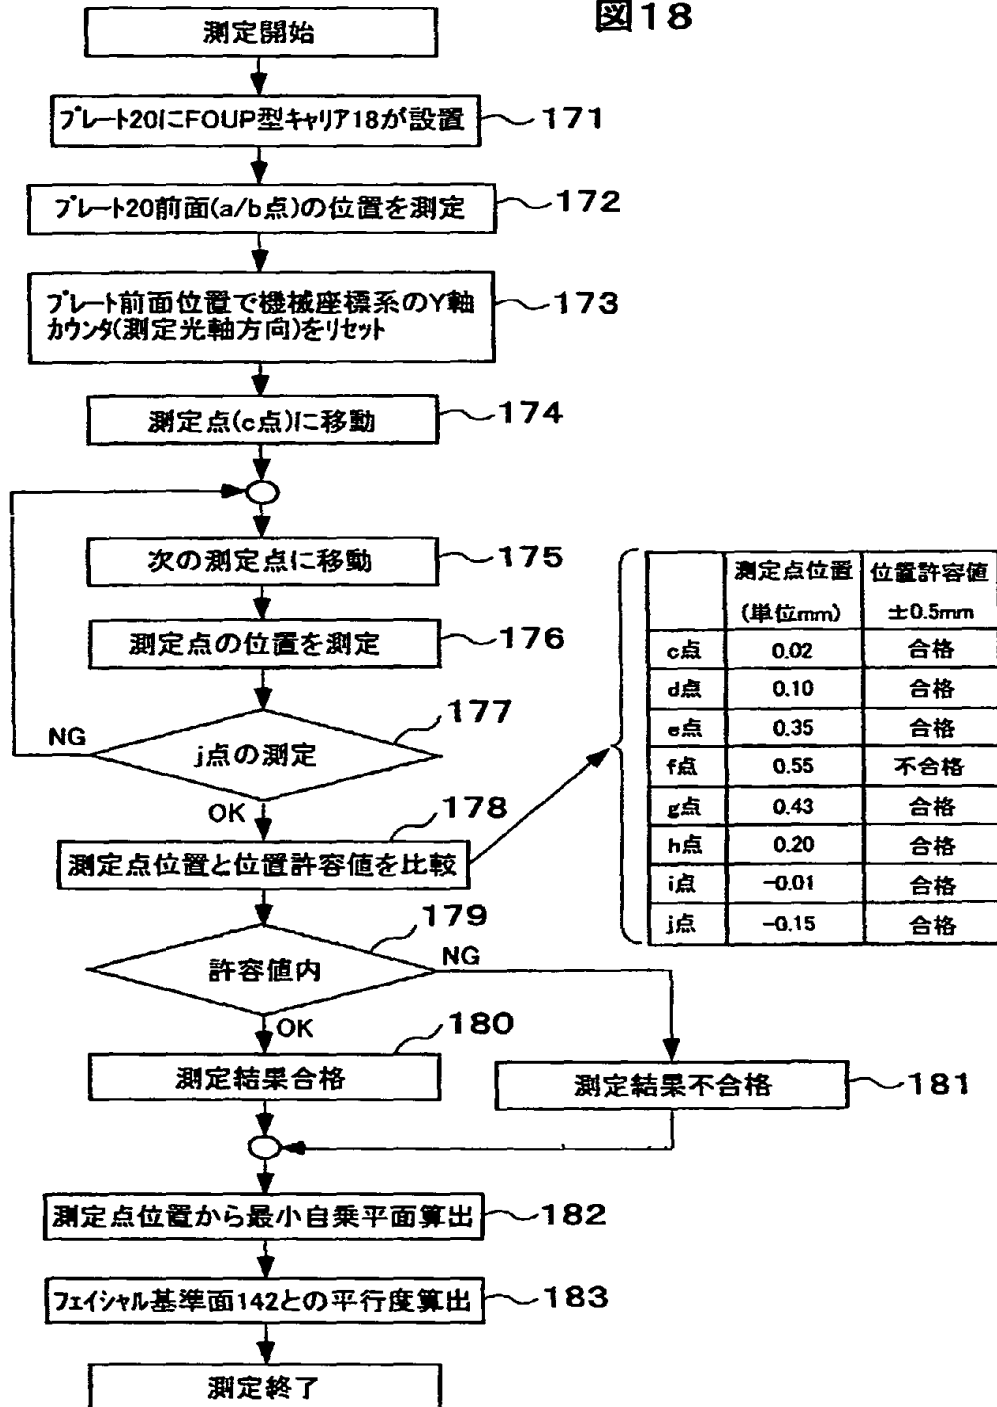 図18
測定開始
プレート20にFOUP型キャリア18が設置
171
プレート20前面(a/b点)の位置を測定
172
プレート前面位置で機械座標系のY軸
カウンタ(測定光軸方向)をリセット
173
測定点(c点)に移動
174
次の測定点に移動
175
測定点の位置を測定
176
j点の測定
177
NG
OK
測定点位置と位置許容値を比較
178
測定点位置 位置許容値
(単位mm) ±0.5mm
c点 0.02 合格
d点 0.10 合格
e点 0.35 合格
f点 0.55 不合格
g点 0.43 合格
h点 0.20 合格
i点 -0.01 合格
j点 -0.15 合格
許容値内
179
NG
OK
測定結果合格
180
測定結果不合格
181
測定点位置から最小自乗平面算出
182
フェイシャル基準面142との平行度算出
183
測定終了